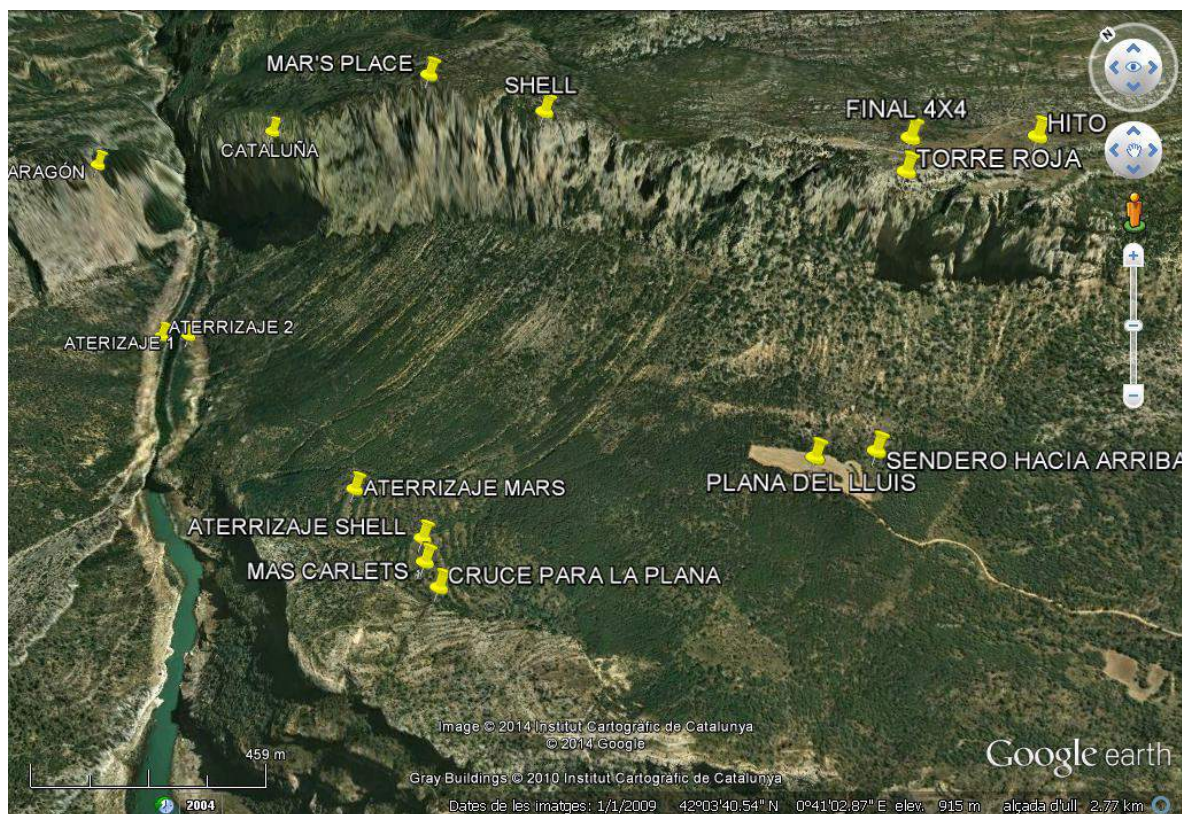 N
MAR'S PLACE
SHELL
FINAL 4X4
HITO
CATALUÑA
TORRE ROJA
ARAGÓN
ATERRIZAJE 2
ATERIZAJE 1
SENDERO HACIA ARRIBA
PLANA DEL LLUIS
ATERRIZAJE MARS
ATERRIZAJE SHELL
MAS CARLETS
CRUCE PARA LA PLANA
Image © 2014 Institut Cartogràfic de Catalunya
© 2014 Google
Gray Buildings © 2010 Institut Cartogràfic de Catalunya
Google earth
459 m
2004
Dates de les imatges: 1/1/2009 42°03'40.54" N 0°41'02.87" E elev. 915 m alçada d'ull 2.77 km